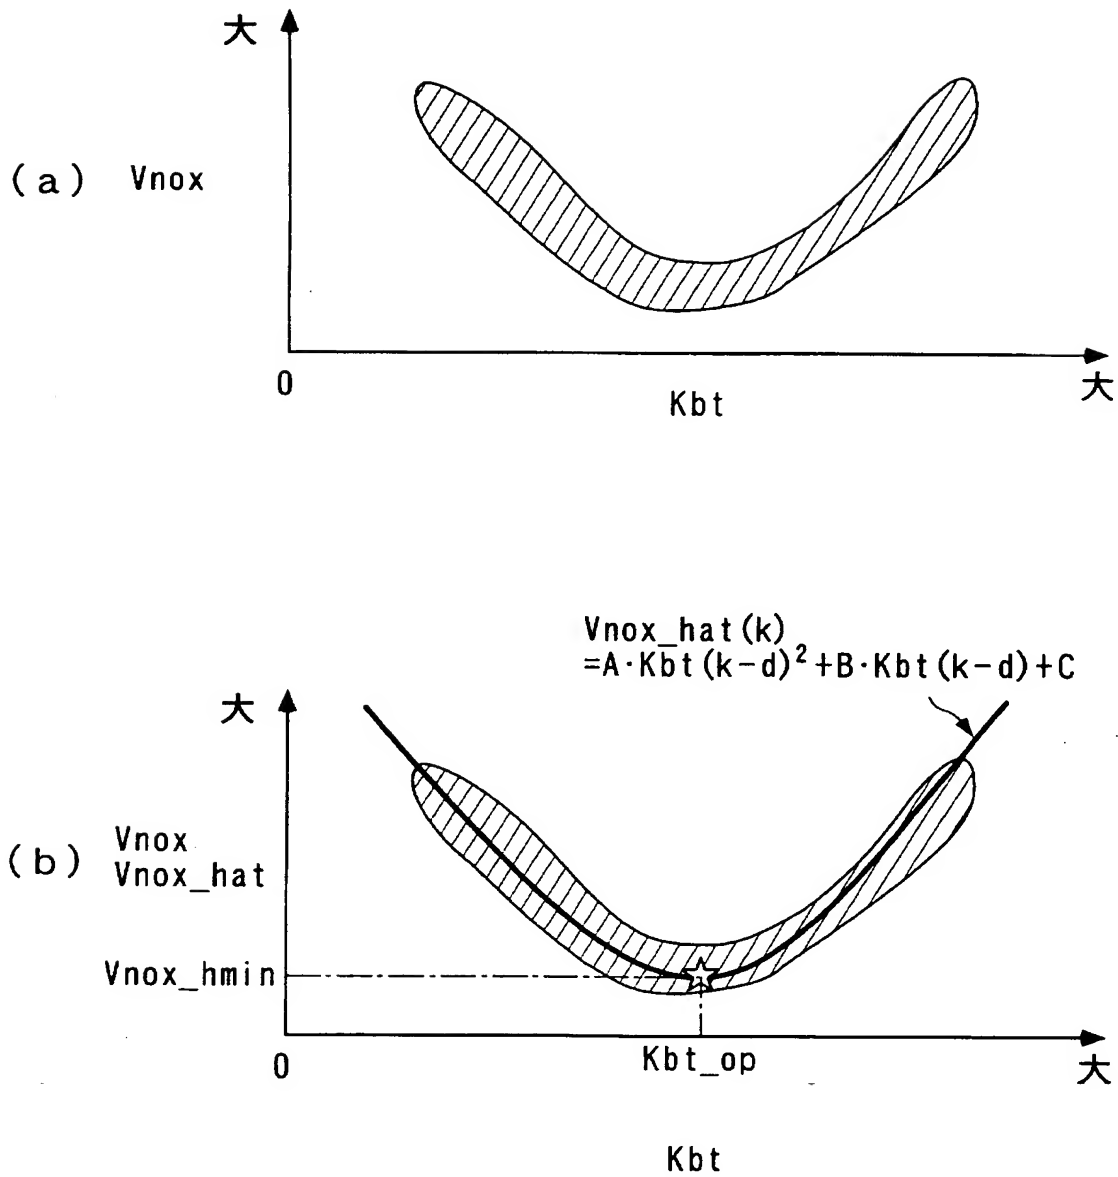 大
(a) Vnox
0
大
Kbt
Vnox_hat(k)
=A·Kbt(k-d)²+B·Kbt(k-d)+C
大
(b) Vnox
Vnox_hat
Vnox_hmin
0
Kbt_op
大
Kbt